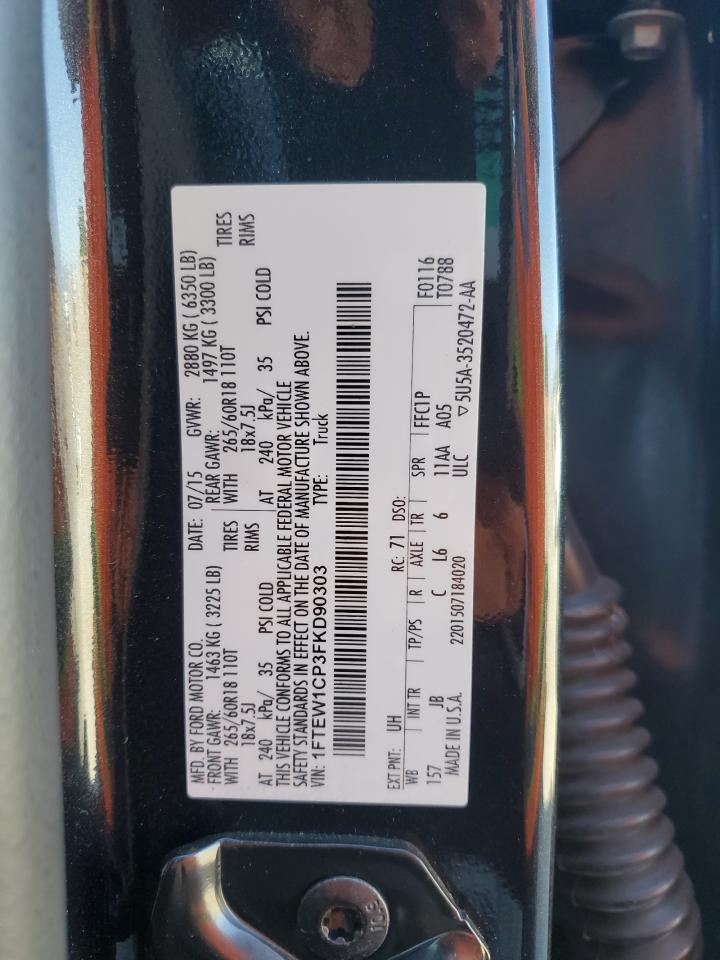 MFD. BY FORD MOTOR CO. DATE: 07/15 GVWR: 2880 KG ( 6350 LB)
FRONT GAWR: 1463 KG ( 3225 LB) REAR GAWR: 1497 KG ( 3300 LB)
WITH 265/60R18 110T TIRES WITH 265/60R18 110T TIRES
18x7.5J RIMS 18x7.5J RIMS
AT 240 kPa/ 35 PSI COLD AT 240 kPa/ 35 PSI COLD
THIS VEHICLE CONFORMS TO ALL APPLICABLE FEDERAL MOTOR VEHICLE
SAFETY STANDARDS IN EFFECT ON THE DATE OF MANUFACTURE SHOWN ABOVE.
VIN: 1FTEW1CP3FKD90303 TYPE: Truck
EXT PNT: UH RC: 71 DSO:
WB INT TR TP/PS R AXLE TR SPR FFC1P F0116
157 JB C L6 6 11AA A05 T0788
MADE IN U.S.A. 2201507184020 ULC ▽5U5A-3520472-AA